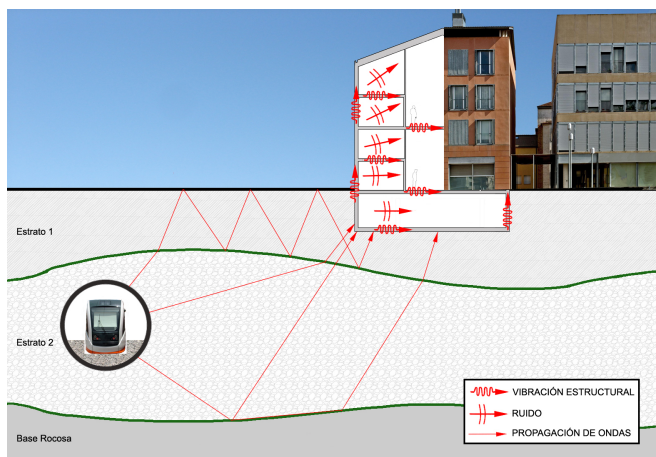 Estrato 1
Estrato 2
VIBRACIÓN ESTRUCTURAL
RUIDO
PROPAGACIÓN DE ONDAS
Base Rocosa